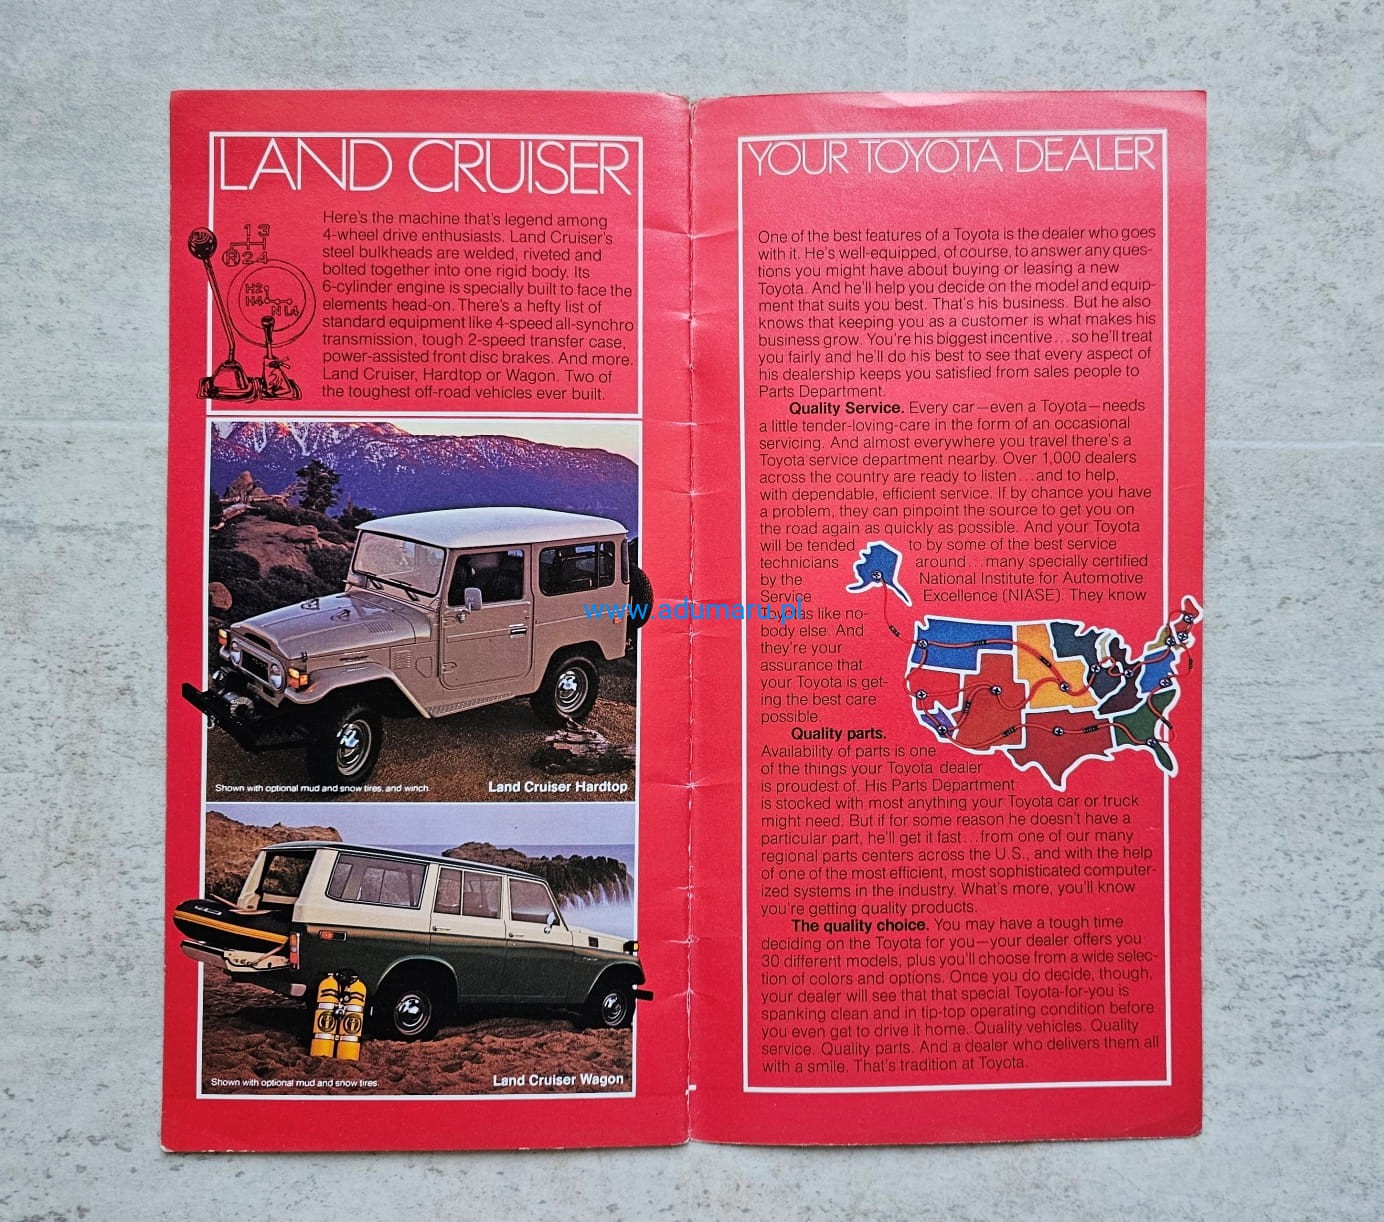 LAND CRUISER
Here's the machine that's legend among
4-wheel drive enthusiasts. Land Cruiser's
steel bulkheads are welded, riveted and
bolted together into one rigid body. Its
6-cylinder engine is specially built to face the
elements head-on. There's a hefty list of
standard equipment like 4-speed all-synchro
transmission, tough 2-speed transfer case,
power-assisted front disc brakes. And more.
Land Cruiser, Hardtop or Wagon. Two of
the toughest off-road vehicles ever built.
1 3
R 2 4
H2
H4
N L4
Shown with optional mud and snow tires, and winch.
Land Cruiser Hardtop
Shown with optional mud and snow tires.
Land Cruiser Wagon
www.adumaru.pl
YOUR TOYOTA DEALER
One of the best features of a Toyota is the dealer who goes
with it. He's well-equipped, of course, to answer any ques-
tions you might have about buying or leasing a new
Toyota. And he'll help you decide on the model and equip-
ment that suits you best. That's his business. But he also
knows that keeping you as a customer is what makes his
business grow. You're his biggest incentive...so he'll treat
you fairly and he'll do his best to see that every aspect of
his dealership keeps you satisfied from sales people to
Parts Department.
Quality Service. Every car—even a Toyota—needs
a little tender-loving-care in the form of an occasional
servicing. And almost everywhere you travel there's a
Toyota service department nearby. Over 1,000 dealers
across the country are ready to listen...and to help,
with dependable, efficient service. If by chance you have
a problem, they can pinpoint the source to get you on
the road again as quickly as possible. And your Toyota
will be tended to by some of the best service
technicians around...many specially certified
by the National Institute for Automotive
Service Excellence (NIASE). They know
like no-
body else. And
they're your
assurance that
your Toyota is get-
ing the best care
possible.
Quality parts.
Availability of parts is one
of the things your Toyota dealer
is proudest of. His Parts Department
is stocked with most anything your Toyota car or truck
might need. But if for some reason he doesn't have a
particular part, he'll get it fast...from one of our many
regional parts centers across the U.S., and with the help
of one of the most efficient, most sophisticated computer-
ized systems in the industry. What's more, you'll know
you're getting quality products.
The quality choice. You may have a tough time
deciding on the Toyota for you—your dealer offers you
30 different models, plus you'll choose from a wide selec-
tion of colors and options. Once you do decide, though,
your dealer will see that that special Toyota-for-you is
spanking clean and in tip-top operating condition before
you even get to drive it home. Quality vehicles. Quality
service. Quality parts. And a dealer who delivers them all
with a smile. That's tradition at Toyota.